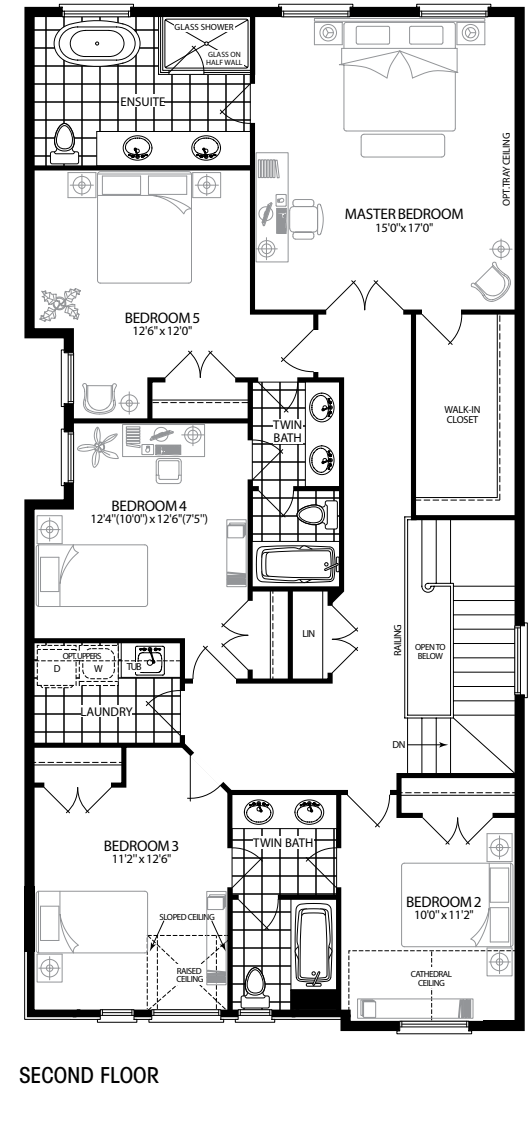 GLASS SHOWER
GLASS ON
HALF WALL
ENSUITE
OPT.TRAY CEILING
MASTER BEDROOM
15'0"x 17'0"
BEDROOM 5
12'6" x 12'0"
WALK-IN
CLOSET
TWIN
BATH
BEDROOM 4
12'4"(10'0") x 12'6"(7'5")
LIN
RAILING
OPEN TO
BELOW
OPT UPPERS
D
W
TUB
LAUNDRY
DN
BEDROOM 3
11'2" x 12'6"
TWIN BATH
BEDROOM 2
10'0" x 11'2"
SLOPED CEILING
RAISED
CEILING
CATHEDRAL
CEILING
SECOND FLOOR